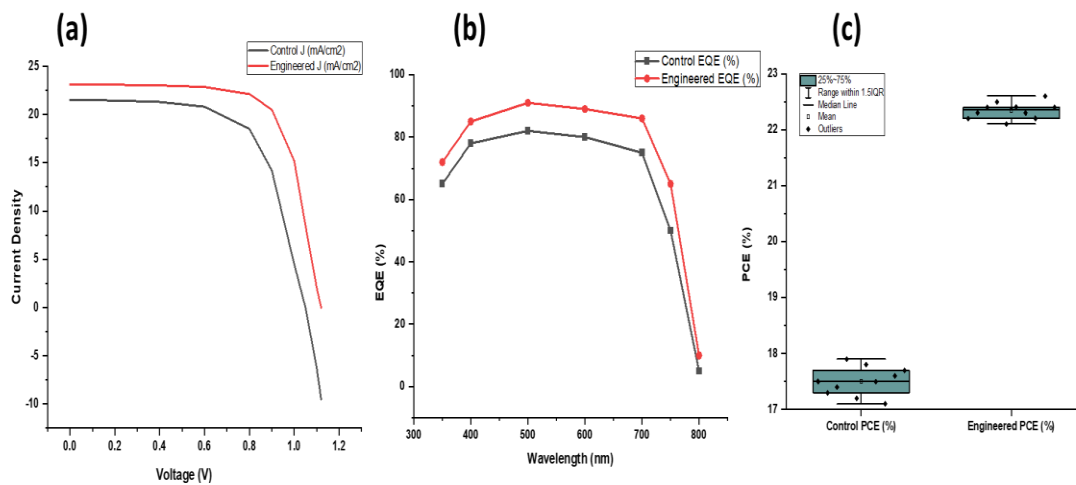 (a)
Control J (mA/cm2)
Engineered J (mA/cm2)
25
20
15
10
5
0
-5
-10
Current Density
0.0
0.2
0.4
0.6
0.8
1.0
1.2
Voltage (V)
(b)
Control EQE (%)
Engineered EQE (%)
100
80
60
40
20
0
EQE (%)
300
400
500
600
700
800
Wavelength (nm)
(c)
25%~75%
Range within 1.5IQR
Median Line
Mean
Outliers
23
22
23
22
21
20
19
18
17
PCE (%)
Control PCE (%)
Engineered PCE (%)